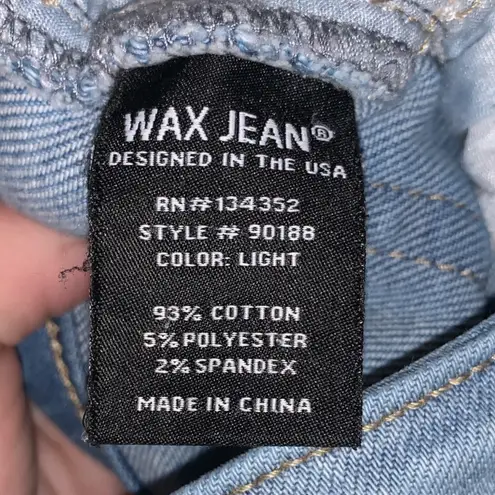 WAX JEAN®
DESIGNED IN THE USA
RN#134352
STYLE # 90188
COLOR: LIGHT
93% COTTON
5% POLYESTER
2% SPANDEX
MADE IN CHINA